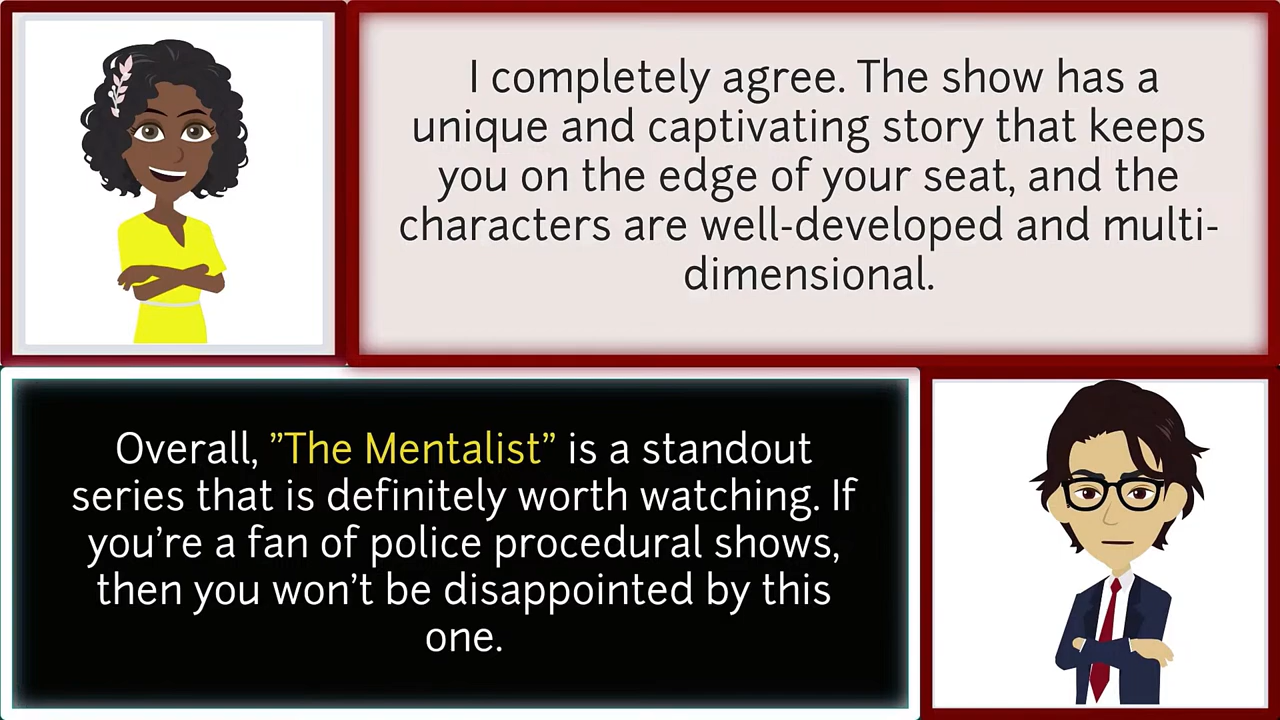 I completely agree. The show has a
unique and captivating story that keeps
you on the edge of your seat, and the
characters are well-developed and multi-
dimensional.
Overall, ”The Mentalist” is a standout
series that is definitely worth watching. If
you’re a fan of police procedural shows,
then you won’t be disappointed by this
one.